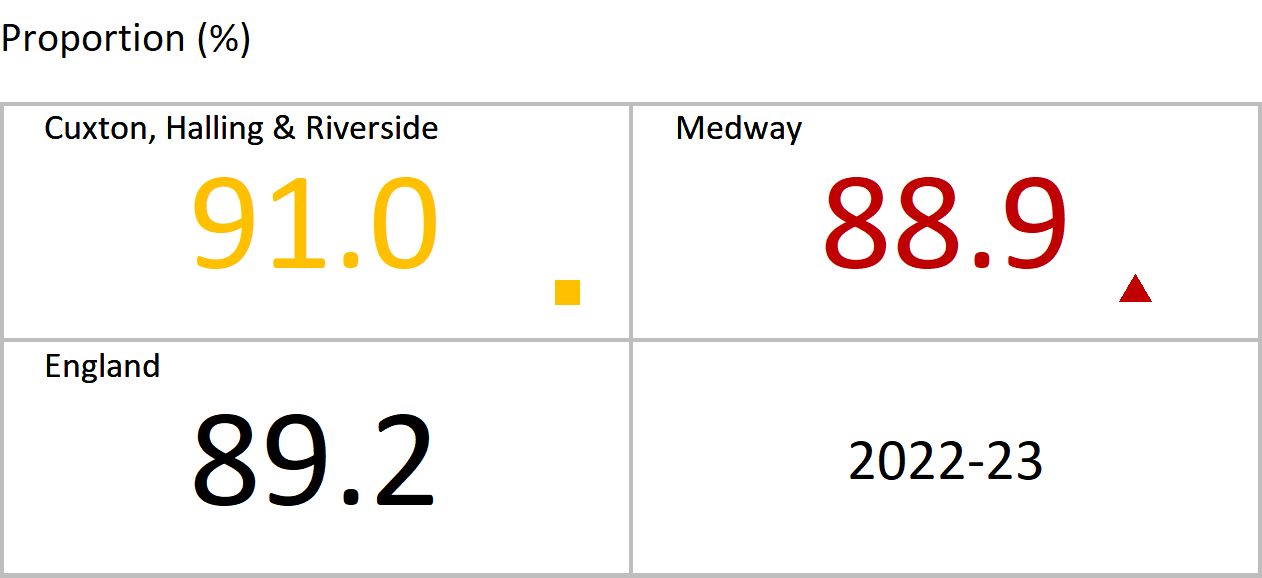 Proportion (%)
Cuxton, Halling & Riverside
91.0
Medway
88.9
England
89.2
2022-23